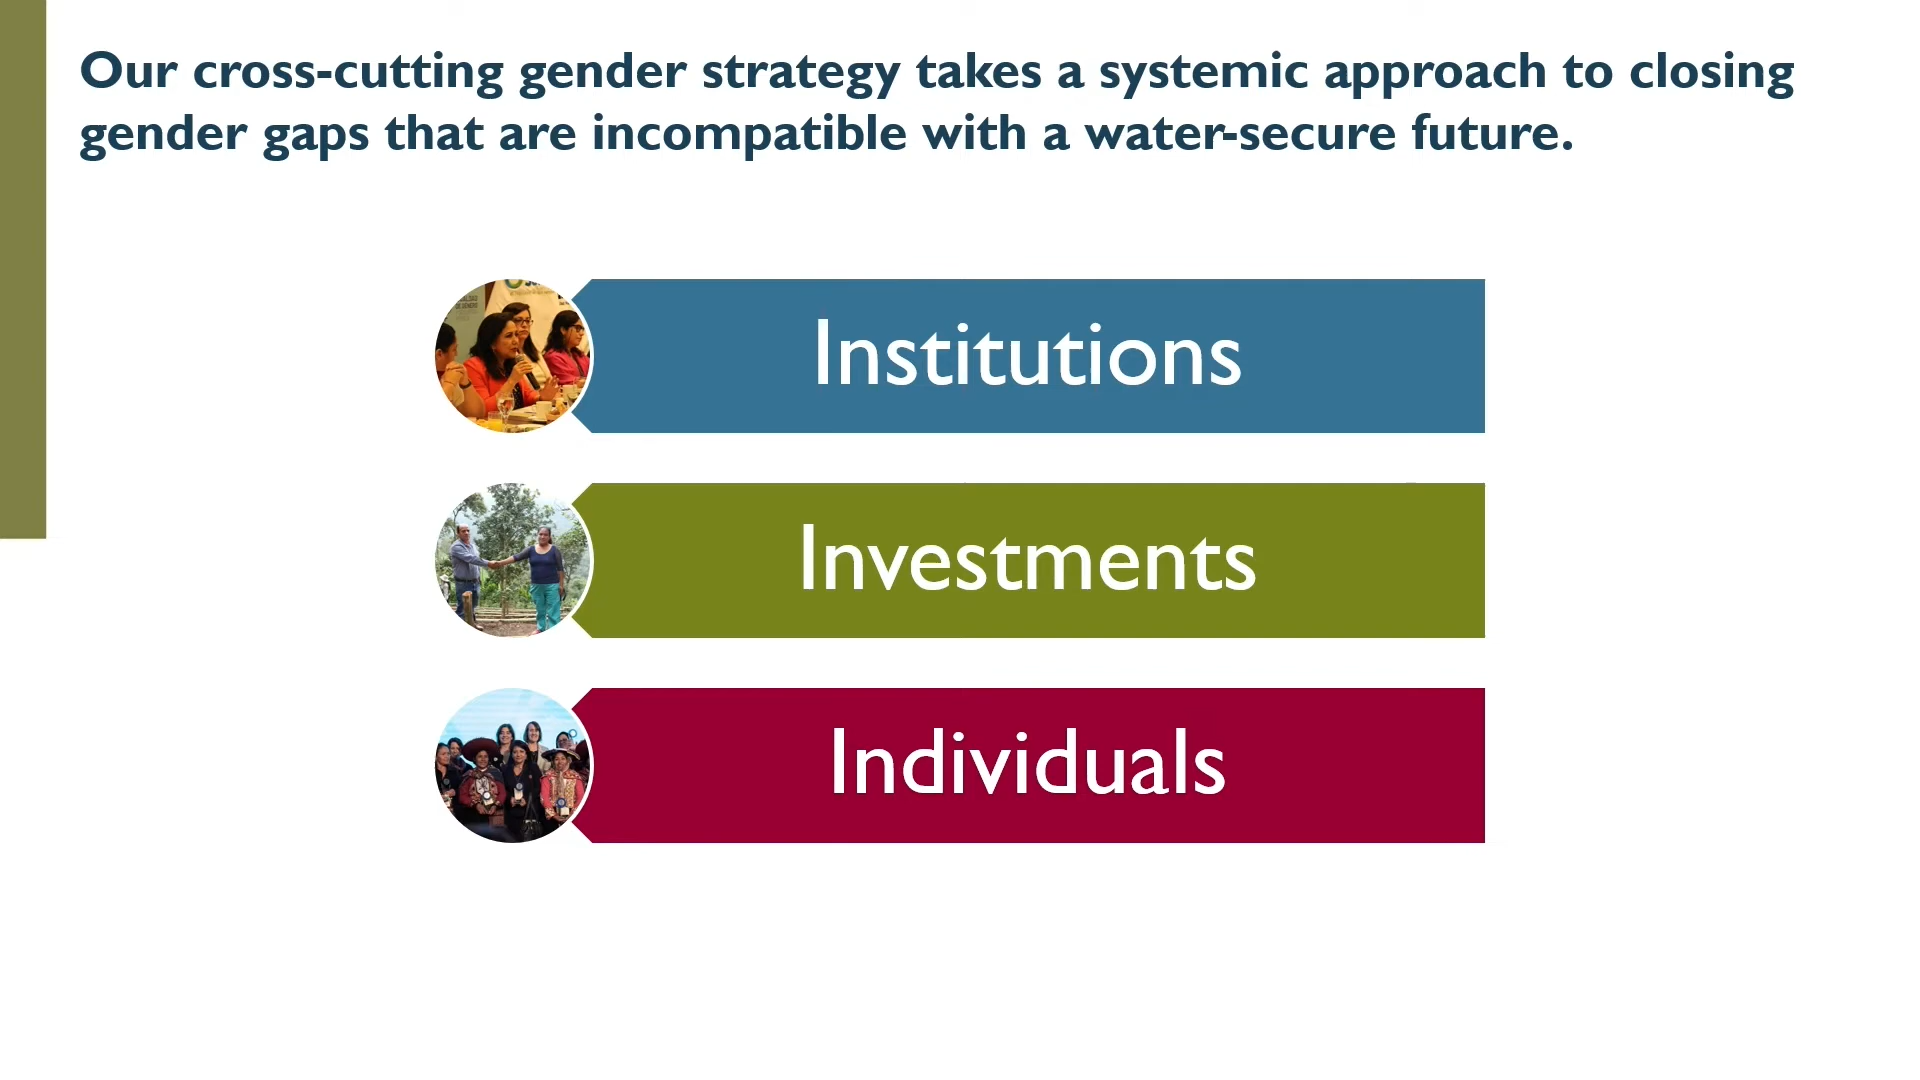 Our cross-cutting gender strategy takes a systemic approach to closing
gender gaps that are incompatible with a water-secure future.
Institutions
Investments
Individuals